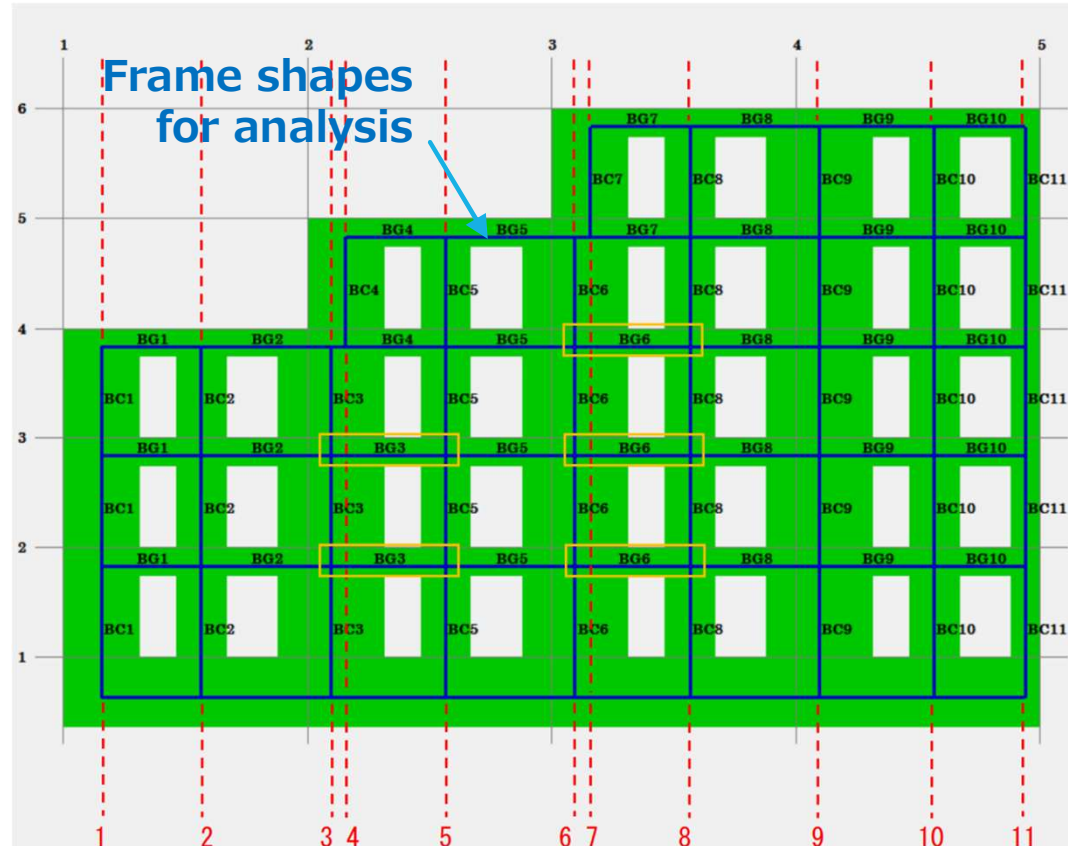 1 2 3 4 5
Frame shapes
for analysis
6
BG7 BG8 BG9 BG10
BC7 BC8 BC9 BC10 BC11
5
BG4 BG5 BG7 BG8 BG9 BG10
BC4 BC5 BC6 BC8 BC9 BC10 BC11
4
BG1 BG2 BG4 BG5 BG6 BG8 BG9 BG10
BC1 BC2 BC3 BC5 BC6 BC8 BC9 BC10 BC11
3
BG1 BG2 BG3 BG5 BG6 BG8 BG9 BG10
BC1 BC2 BC3 BC5 BC6 BC8 BC9 BC10 BC11
2
BG1 BG2 BG3 BG5 BG6 BG8 BG9 BG10
BC1 BC2 BC3 BC5 BC6 BC8 BC9 BC10 BC11
1
1 2 3 4 5 6 7 8 9 10 11